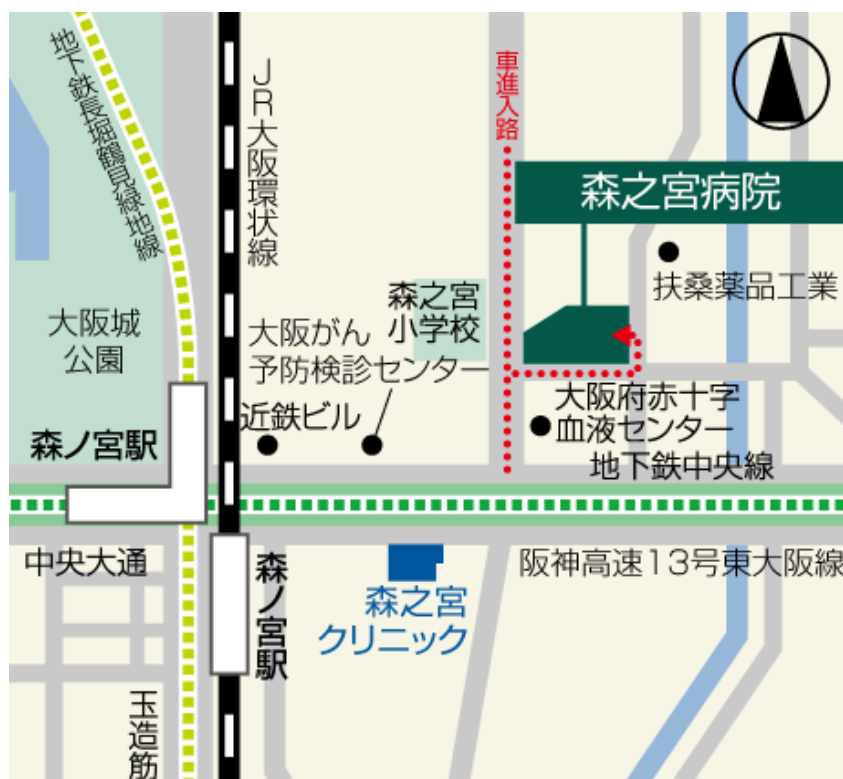 地下鉄長堀鶴見緑地線
JR大阪環状線
車進入路
森之宮病院
扶桑薬品工業
森之宮
小学校
大阪城
公園
大阪がん
予防検診センター
近鉄ビル
大阪府赤十字
血液センター
森ノ宮駅
地下鉄中央線
中央大通
阪神高速13号東大阪線
森ノ宮駅
森之宮
クリニック
玉造筋